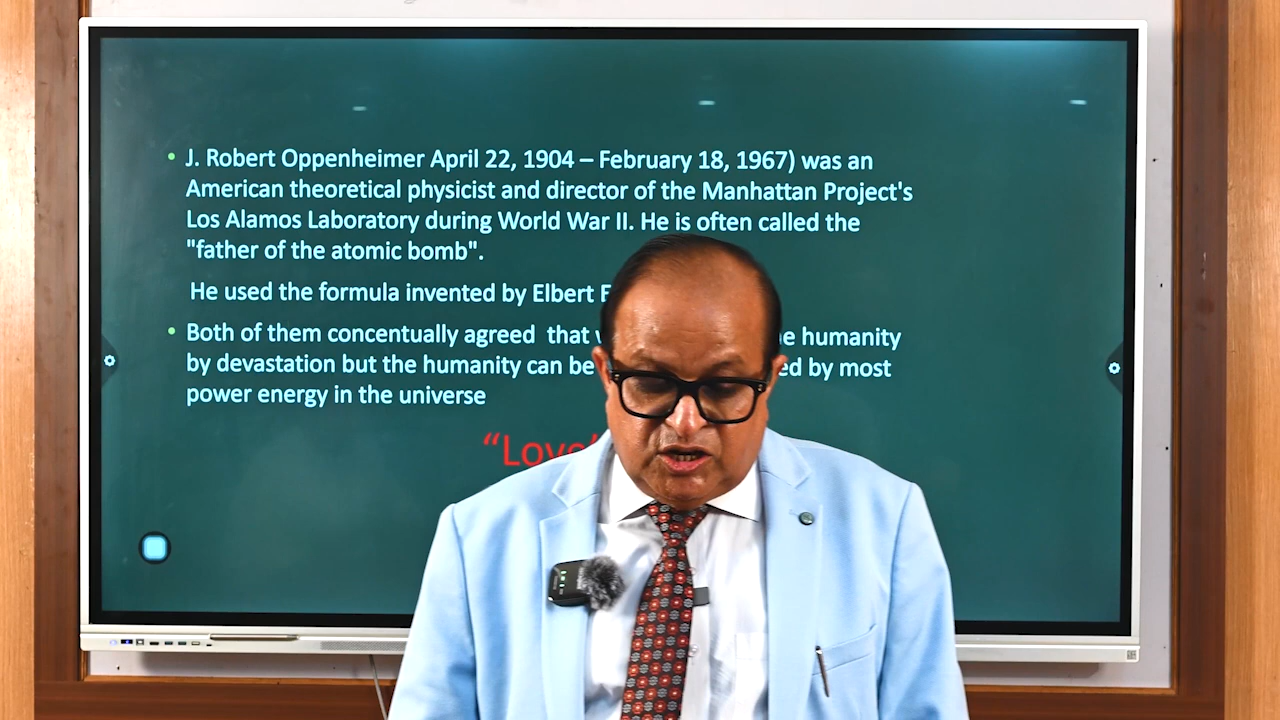 • J. Robert Oppenheimer April 22, 1904 – February 18, 1967) was an
American theoretical physicist and director of the Manhattan Project's
Los Alamos Laboratory during World War II. He is often called the
"father of the atomic bomb".
He used the formula invented by Elbert
• Both of them concentually agreed that humanity
by devastation but the humanity can be by most
power energy in the universe
“Love’